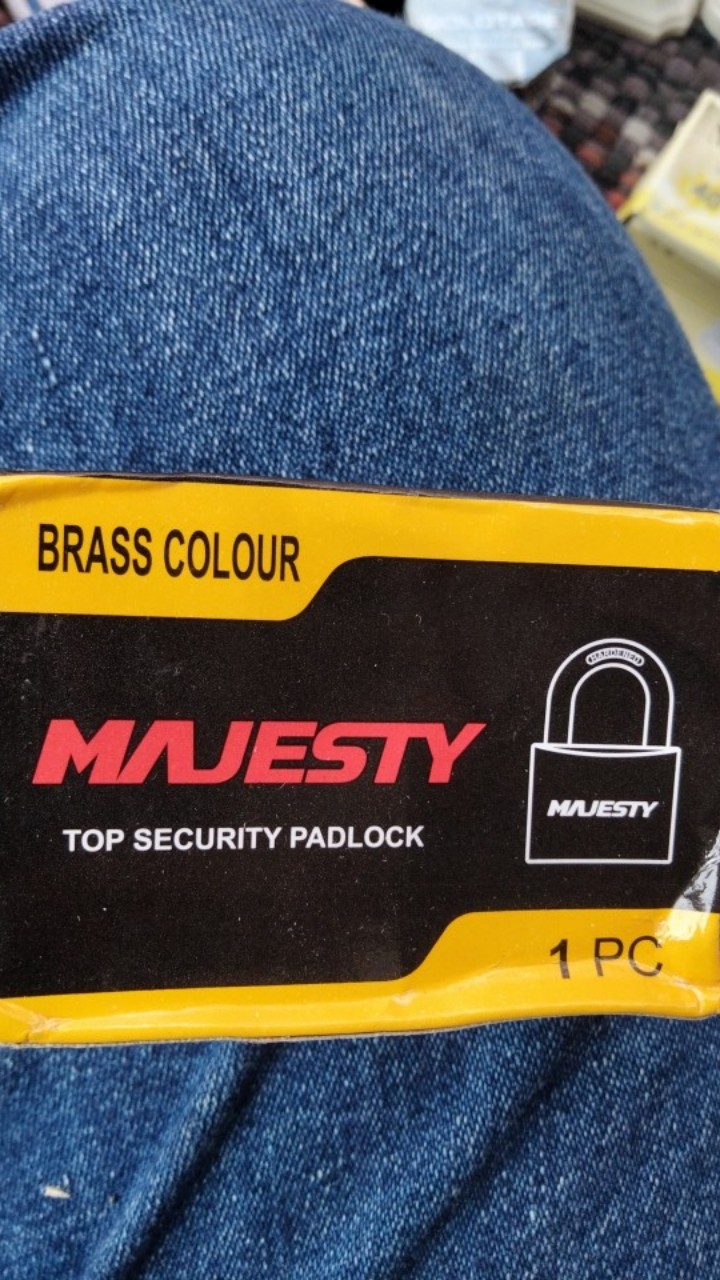 BRASS COLOUR
HARDENED
MAJESTY
MAJESTY
TOP SECURITY PADLOCK
1 PC